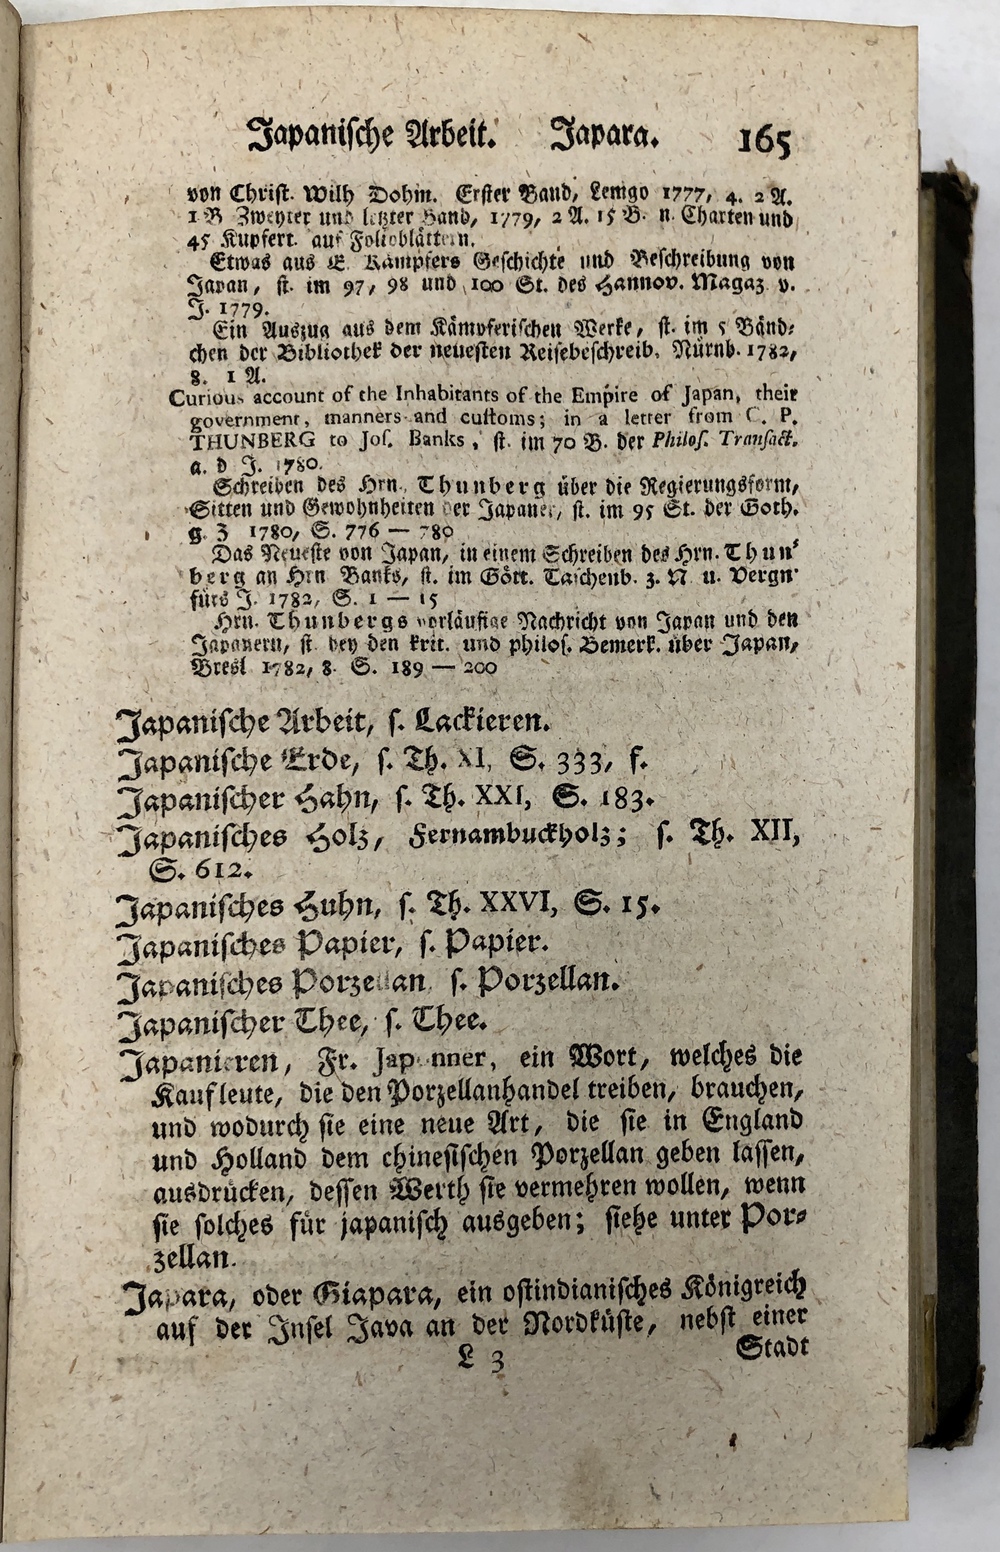 Japaniſche Arbeit. Japara. 165
von Chriſt. Wilh Dohm. Erſter Band, Lemgo 1777, 4. 2 A.
1 B Zweyter und letzter Band, 1779, 2 A. 15 B. n. Charten und
45 Kupfert. auf Folioblättern.
Etwas aus E. Kämpfers Geſchichte und Beſchreibung von
Japan, ſt. im 97, 98 und 100 St. des Hannov. Magaz v.
J. 1779.
Ein Auszug aus dem Kämpferiſchen Werke, ſt. im 5 Bänd⸗
chen der Bibliothek der neueſten Reiſebeſchreib. Nürnb. 1782,
8. 1 A.
Curious account of the Inhabitants of the Empire of Japan, their
government, manners and cuſtoms; in a letter from C. P.
THUNBERG to Joſ. Banks, ſt. im 70 B. der Philoſ. Tranſact.
a. d J. 1780.
Schreiben des Hrn. Thunberg über die Regierungsform,
Sitten und Gewohnheiten der Japaner, ſt. im 95 St. der Goth.
g. Z 1780, S. 776 — 780
Das Neueſte von Japan, in einem Schreiben des Hrn. Thun⸗
berg an Hrn Banks, ſt. im Gött. Taſchenb. z. N u. Vergn
fürs J. 1782, S. 1 — 15
Hrn. Thunbergs vorläufige Nachricht von Japan und den
Japanern, ſt bey den krit. und philoſ. Bemerk. über Japan,
Bresl 1782, 8. S. 189 — 200
Japaniſche Arbeit, ſ. Lackieren.
Japaniſche Erde, ſ. Th. XI, S. 333, f.
Japaniſcher Hahn, ſ. Th. XXI, S. 183.
Japaniſches Holz, Fernambuckholz; ſ. Th. XII,
S. 612.
Japaniſches Huhn, ſ. Th. XXVI, S. 15.
Japaniſches Papier, ſ. Papier.
Japaniſches Porzellan ſ. Porzellan.
Japaniſcher Thee, ſ. Thee.
Japanieren, Fr. Japonner, ein Wort, welches die
Kaufleute, die den Porzellanhandel treiben, brauchen,
und wodurch ſie eine neue Art, die ſie in England
und Holland dem chineſiſchen Porzellan geben laſſen,
ausdrücken, deſſen Werth ſie vermehren wollen, wenn
ſie ſolches für japaniſch ausgeben; ſiehe unter Por⸗
zellan.
Japara, oder Giapara, ein oſtindianiſches Königreich
auf der Inſel Java an der Nordküſte, nebſt einer
L 3 Stadt